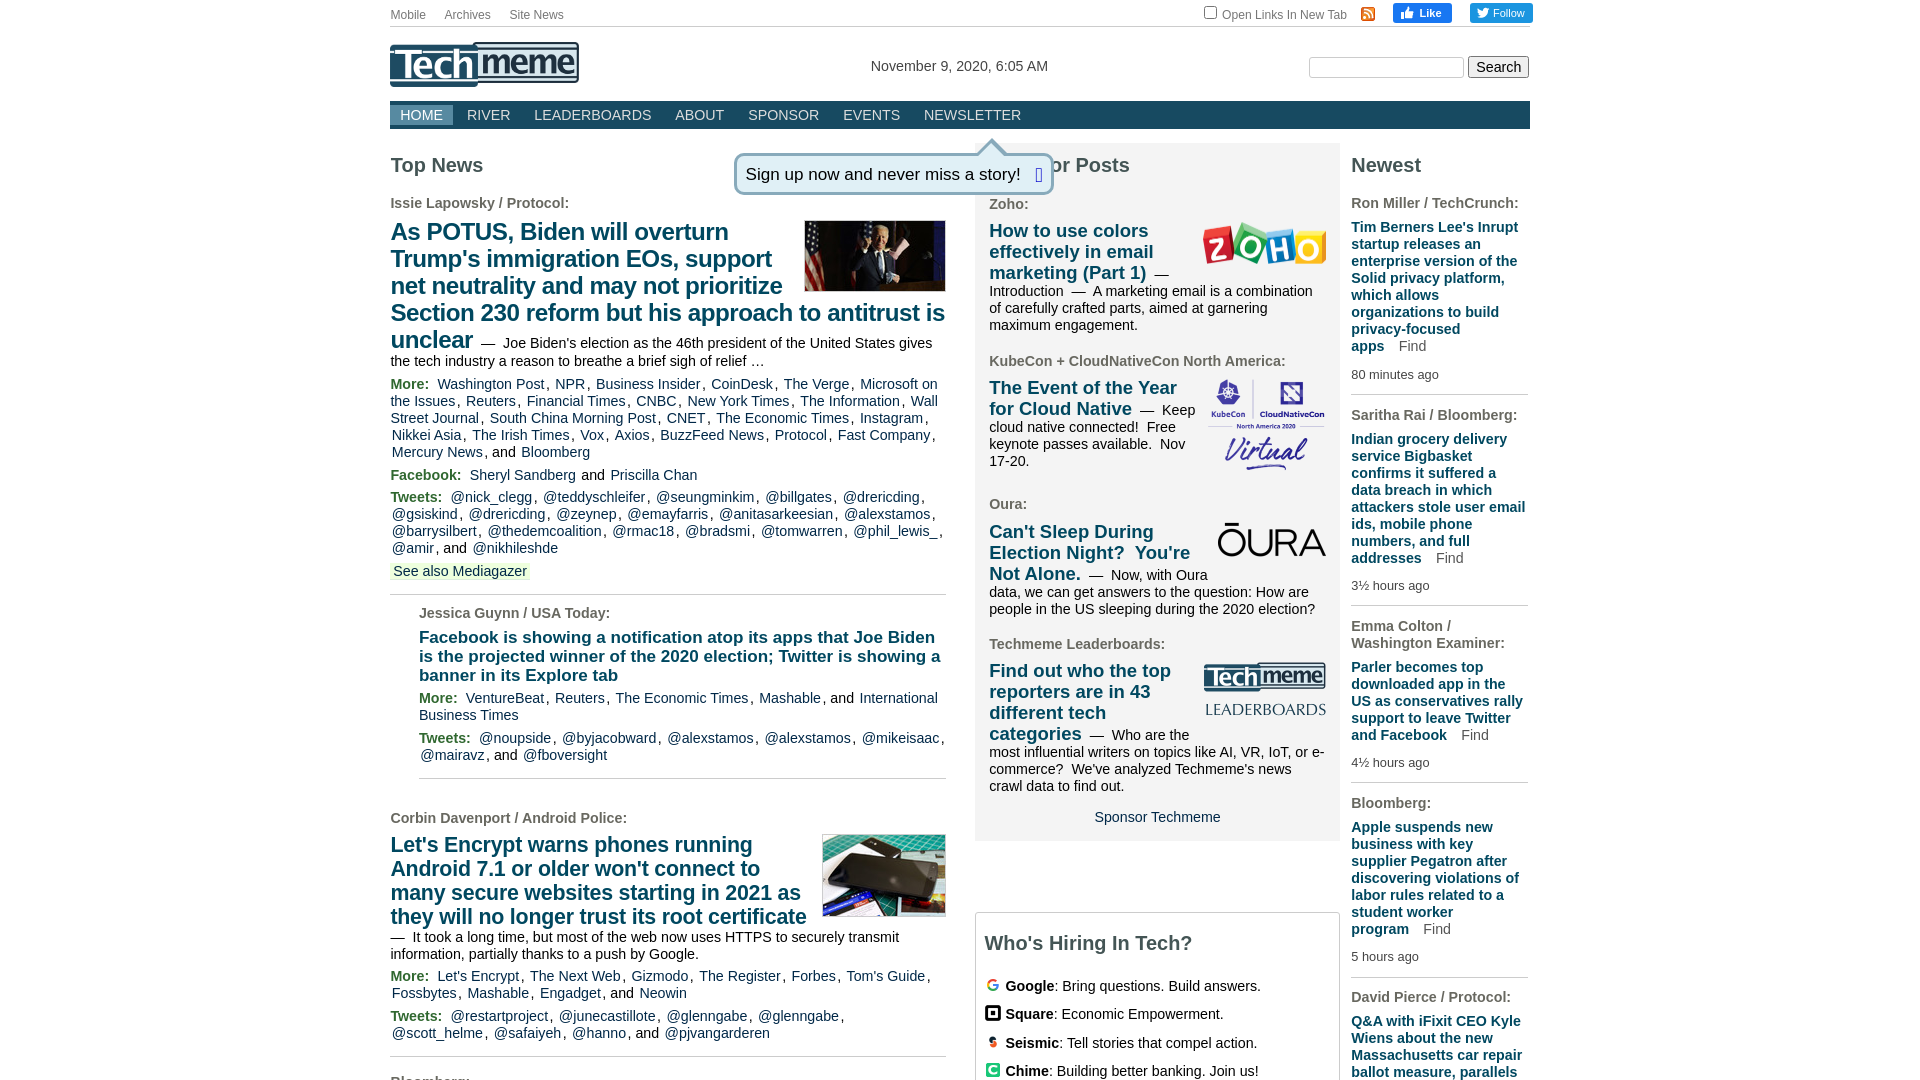 Mobile Archives Site News
Open Links In New Tab
Like
Follow
Techmeme
November 9, 2020, 6:05 AM
Search
HOME RIVER LEADERBOARDS ABOUT SPONSOR EVENTS NEWSLETTER
Sign up now and never miss a story!
Top News
Issie Lapowsky / Protocol:
As POTUS, Biden will overturn
Trump's immigration EOs, support
net neutrality and may not prioritize
Section 230 reform but his approach to antitrust is
unclear — Joe Biden's election as the 46th president of the United States gives
the tech industry a reason to breathe a brief sigh of relief …
More: Washington Post, NPR, Business Insider, CoinDesk, The Verge, Microsoft on
the Issues, Reuters, Financial Times, CNBC, New York Times, The Information, Wall
Street Journal, South China Morning Post, CNET, The Economic Times, Instagram,
Nikkei Asia, The Irish Times, Vox, Axios, BuzzFeed News, Protocol, Fast Company,
Mercury News, and Bloomberg
Facebook: Sheryl Sandberg and Priscilla Chan
Tweets: @nick_clegg, @teddyschleifer, @seungminkim, @billgates, @drericding,
@gsiskind, @drericding, @zeynep, @emayfarris, @anitasarkeesian, @alexstamos,
@barrysilbert, @thedemcoalition, @rmac18, @bradsmi, @tomwarren, @phil_lewis_,
@amir, and @nikhileshde
See also Mediagazer
Jessica Guynn / USA Today:
Facebook is showing a notification atop its apps that Joe Biden
is the projected winner of the 2020 election; Twitter is showing a
banner in its Explore tab
More: VentureBeat, Reuters, The Economic Times, Mashable, and International
Business Times
Tweets: @noupside, @byjacobward, @alexstamos, @alexstamos, @mikeisaac,
@mairavz, and @fboversight
Corbin Davenport / Android Police:
Let's Encrypt warns phones running
Android 7.1 or older won't connect to
many secure websites starting in 2021 as
they will no longer trust its root certificate
— It took a long time, but most of the web now uses HTTPS to securely transmit
information, partially thanks to a push by Google.
More: Let's Encrypt, The Next Web, Gizmodo, The Register, Forbes, Tom's Guide,
Fossbytes, Mashable, Engadget, and Neowin
Tweets: @restartproject, @junecastillote, @glenngabe, @glenngabe,
@scott_helme, @safaiyeh, @hanno, and @pjvangarderen
Bloomberg:
or Posts
Zoho:
How to use colors
effectively in email
marketing (Part 1) —
Introduction — A marketing email is a combination
of carefully crafted parts, aimed at garnering
maximum engagement.
ZOHO
KubeCon + CloudNativeCon North America:
The Event of the Year
for Cloud Native — Keep
cloud native connected! Free
keynote passes available. Nov
17-20.
KubeCon CloudNativeCon
North America 2020
Virtual
Oura:
Can't Sleep During
Election Night? You're
Not Alone. — Now, with Oura
data, we can get answers to the question: How are
people in the US sleeping during the 2020 election?
ŌURA
Techmeme Leaderboards:
Find out who the top
reporters are in 43
different tech
categories — Who are the
most influential writers on topics like AI, VR, IoT, or e-
commerce? We've analyzed Techmeme's news
crawl data to find out.
Techmeme
LEADERBOARDS
Sponsor Techmeme
Who's Hiring In Tech?
Google: Bring questions. Build answers.
Square: Economic Empowerment.
Seismic: Tell stories that compel action.
Chime: Building better banking. Join us!
Newest
Ron Miller / TechCrunch:
Tim Berners Lee's Inrupt
startup releases an
enterprise version of the
Solid privacy platform,
which allows
organizations to build
privacy-focused
apps Find
80 minutes ago
Saritha Rai / Bloomberg:
Indian grocery delivery
service Bigbasket
confirms it suffered a
data breach in which
attackers stole user email
ids, mobile phone
numbers, and full
addresses Find
3½ hours ago
Emma Colton /
Washington Examiner:
Parler becomes top
downloaded app in the
US as conservatives rally
support to leave Twitter
and Facebook Find
4½ hours ago
Bloomberg:
Apple suspends new
business with key
supplier Pegatron after
discovering violations of
labor rules related to a
student worker
program Find
5 hours ago
David Pierce / Protocol:
Q&A with iFixit CEO Kyle
Wiens about the new
Massachusetts car repair
ballot measure, parallels